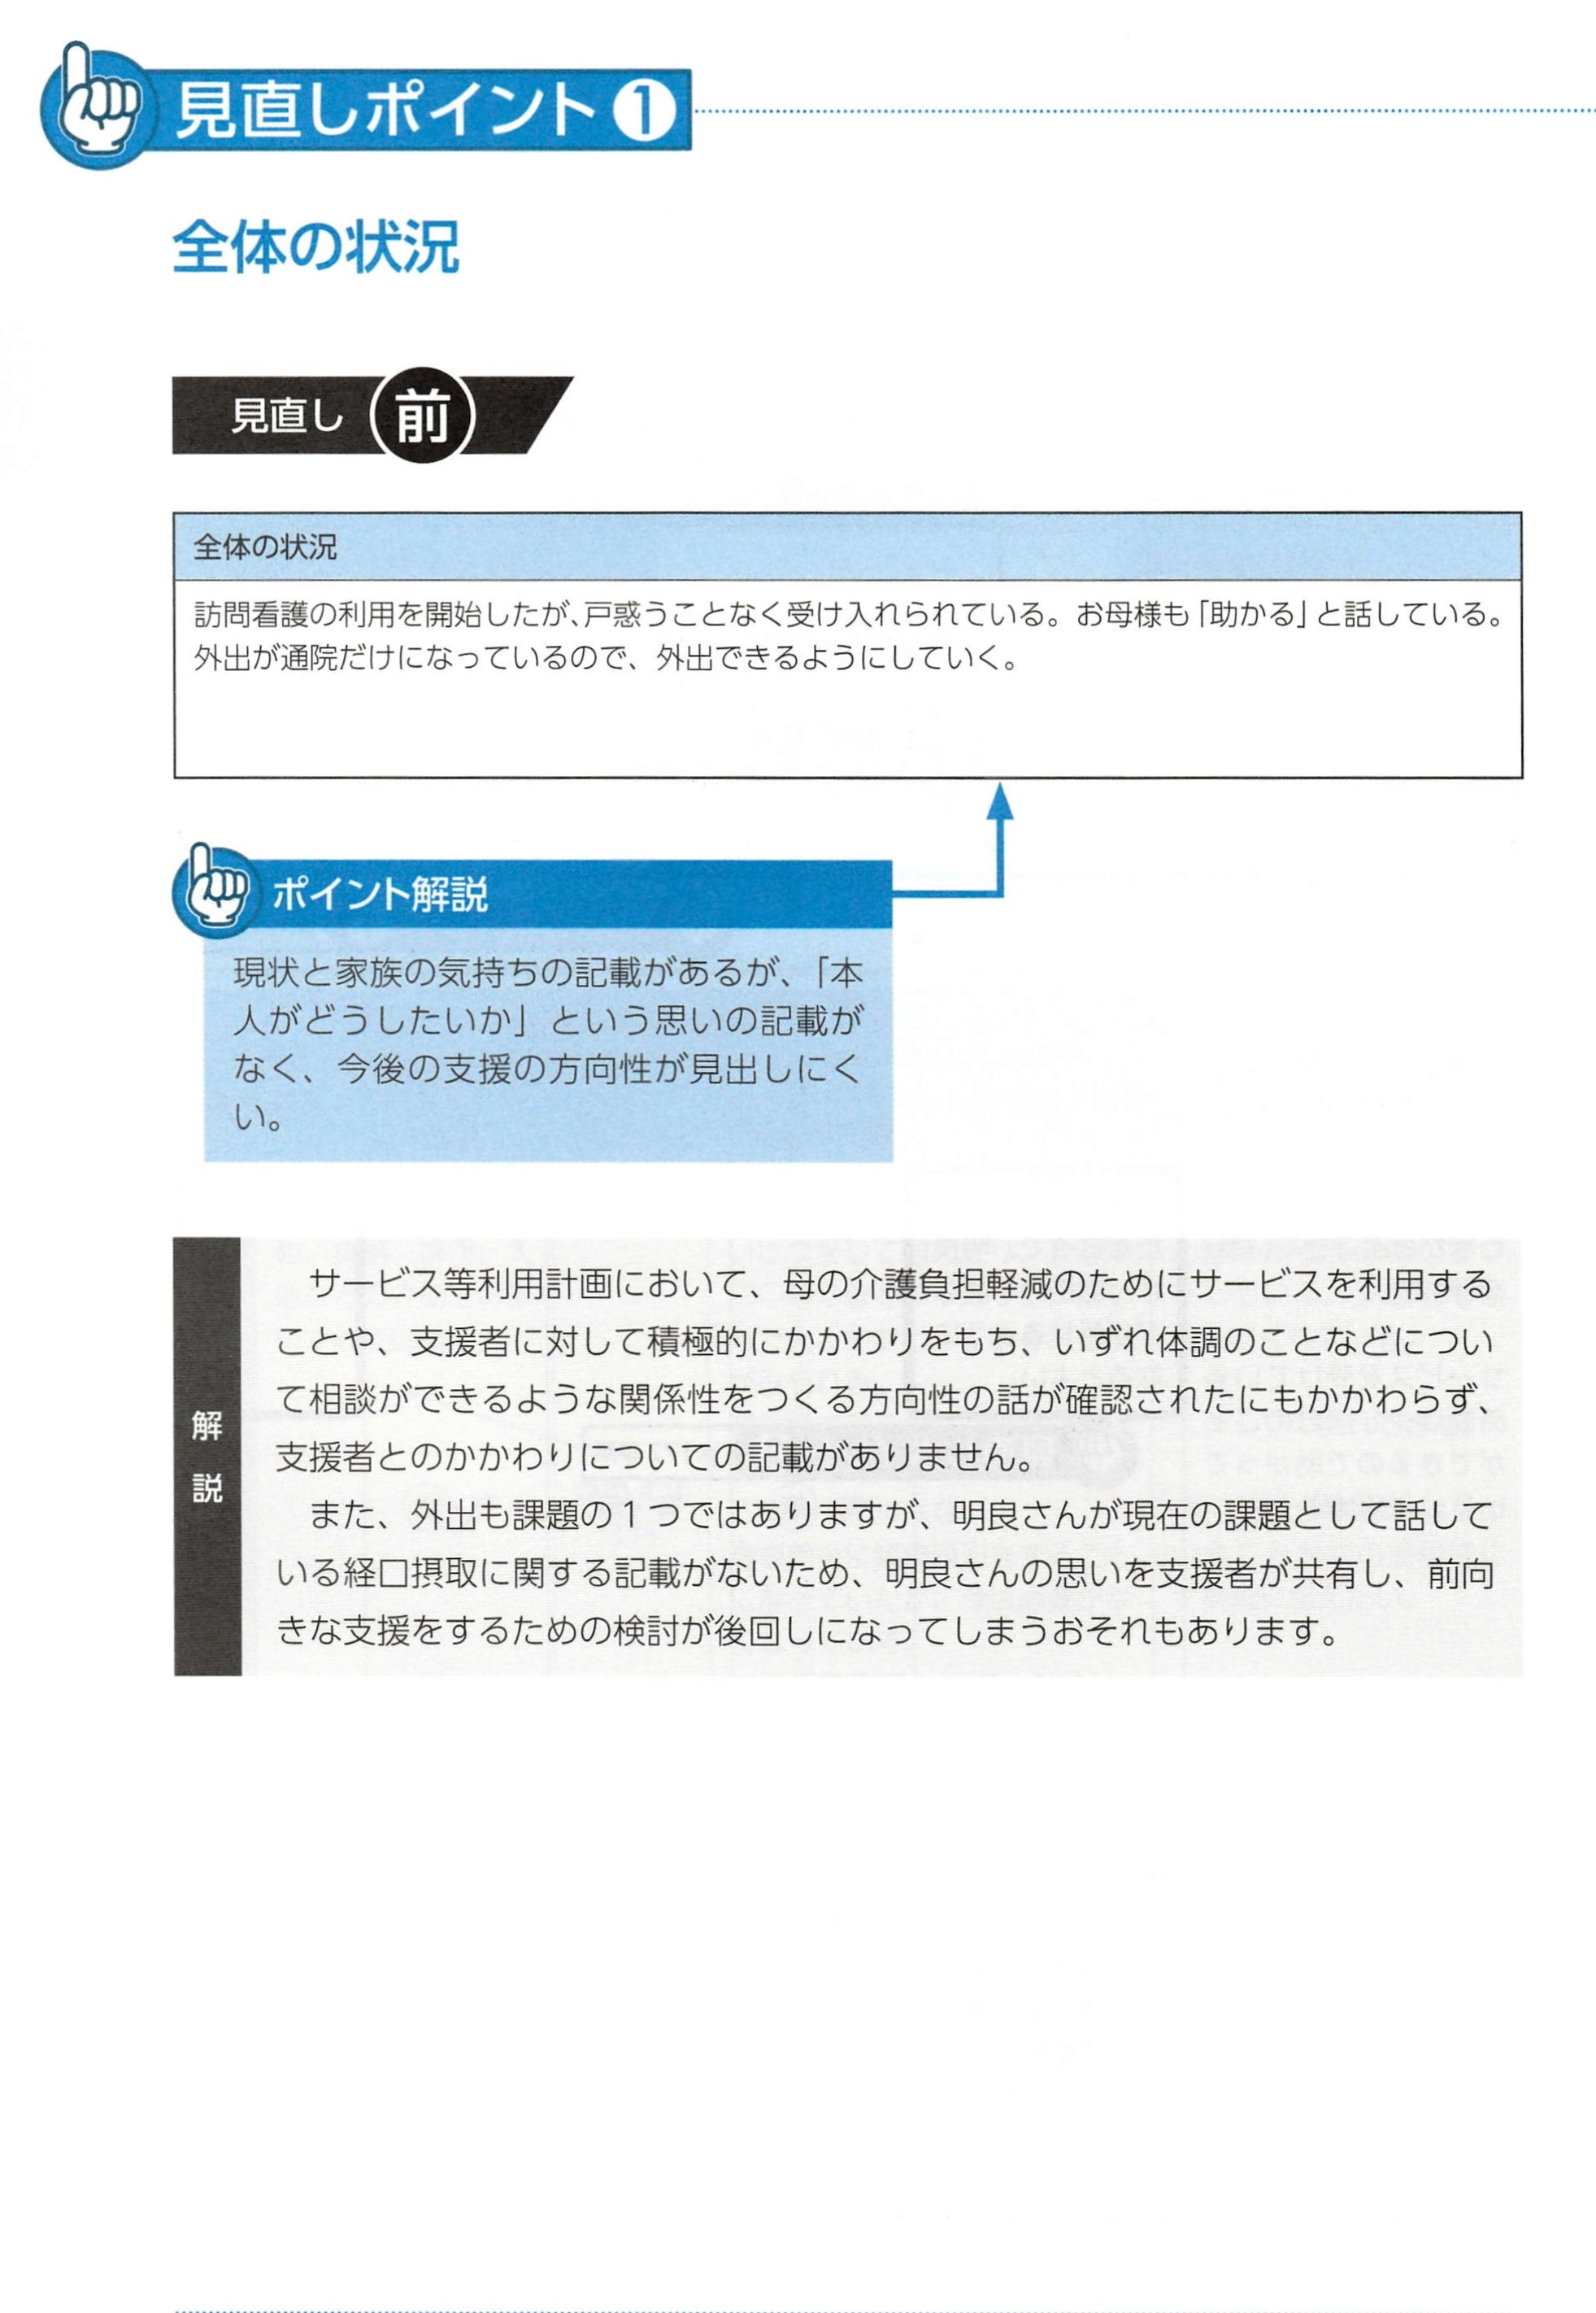 見直しポイント❶
全体の状況
見直し 前
全体の状況
訪問看護の利用を開始したが、戸惑うことなく受け入れられている。お母様も「助かる」と話している。
外出が通院だけになっているので、外出できるようにしていく。
ポイント解説
現状と家族の気持ちの記載があるが、「本
人がどうしたいか」という思いの記載が
なく、今後の支援の方向性が見出しにく
い。
解説
サービス等利用計画において、母の介護負担軽減のためにサービスを利用する
ことや、支援者に対して積極的にかかわりをもち、いずれ体調のことなどについ
て相談ができるような関係性をつくる方向性の話が確認されたにもかかわらず、
支援者とのかかわりについての記載がありません。
また、外出も課題の1つではありますが、明良さんが現在の課題として話して
いる経口摂取に関する記載がないため、明良さんの思いを支援者が共有し、前向
きな支援をするための検討が後回しになってしまうおそれもあります。